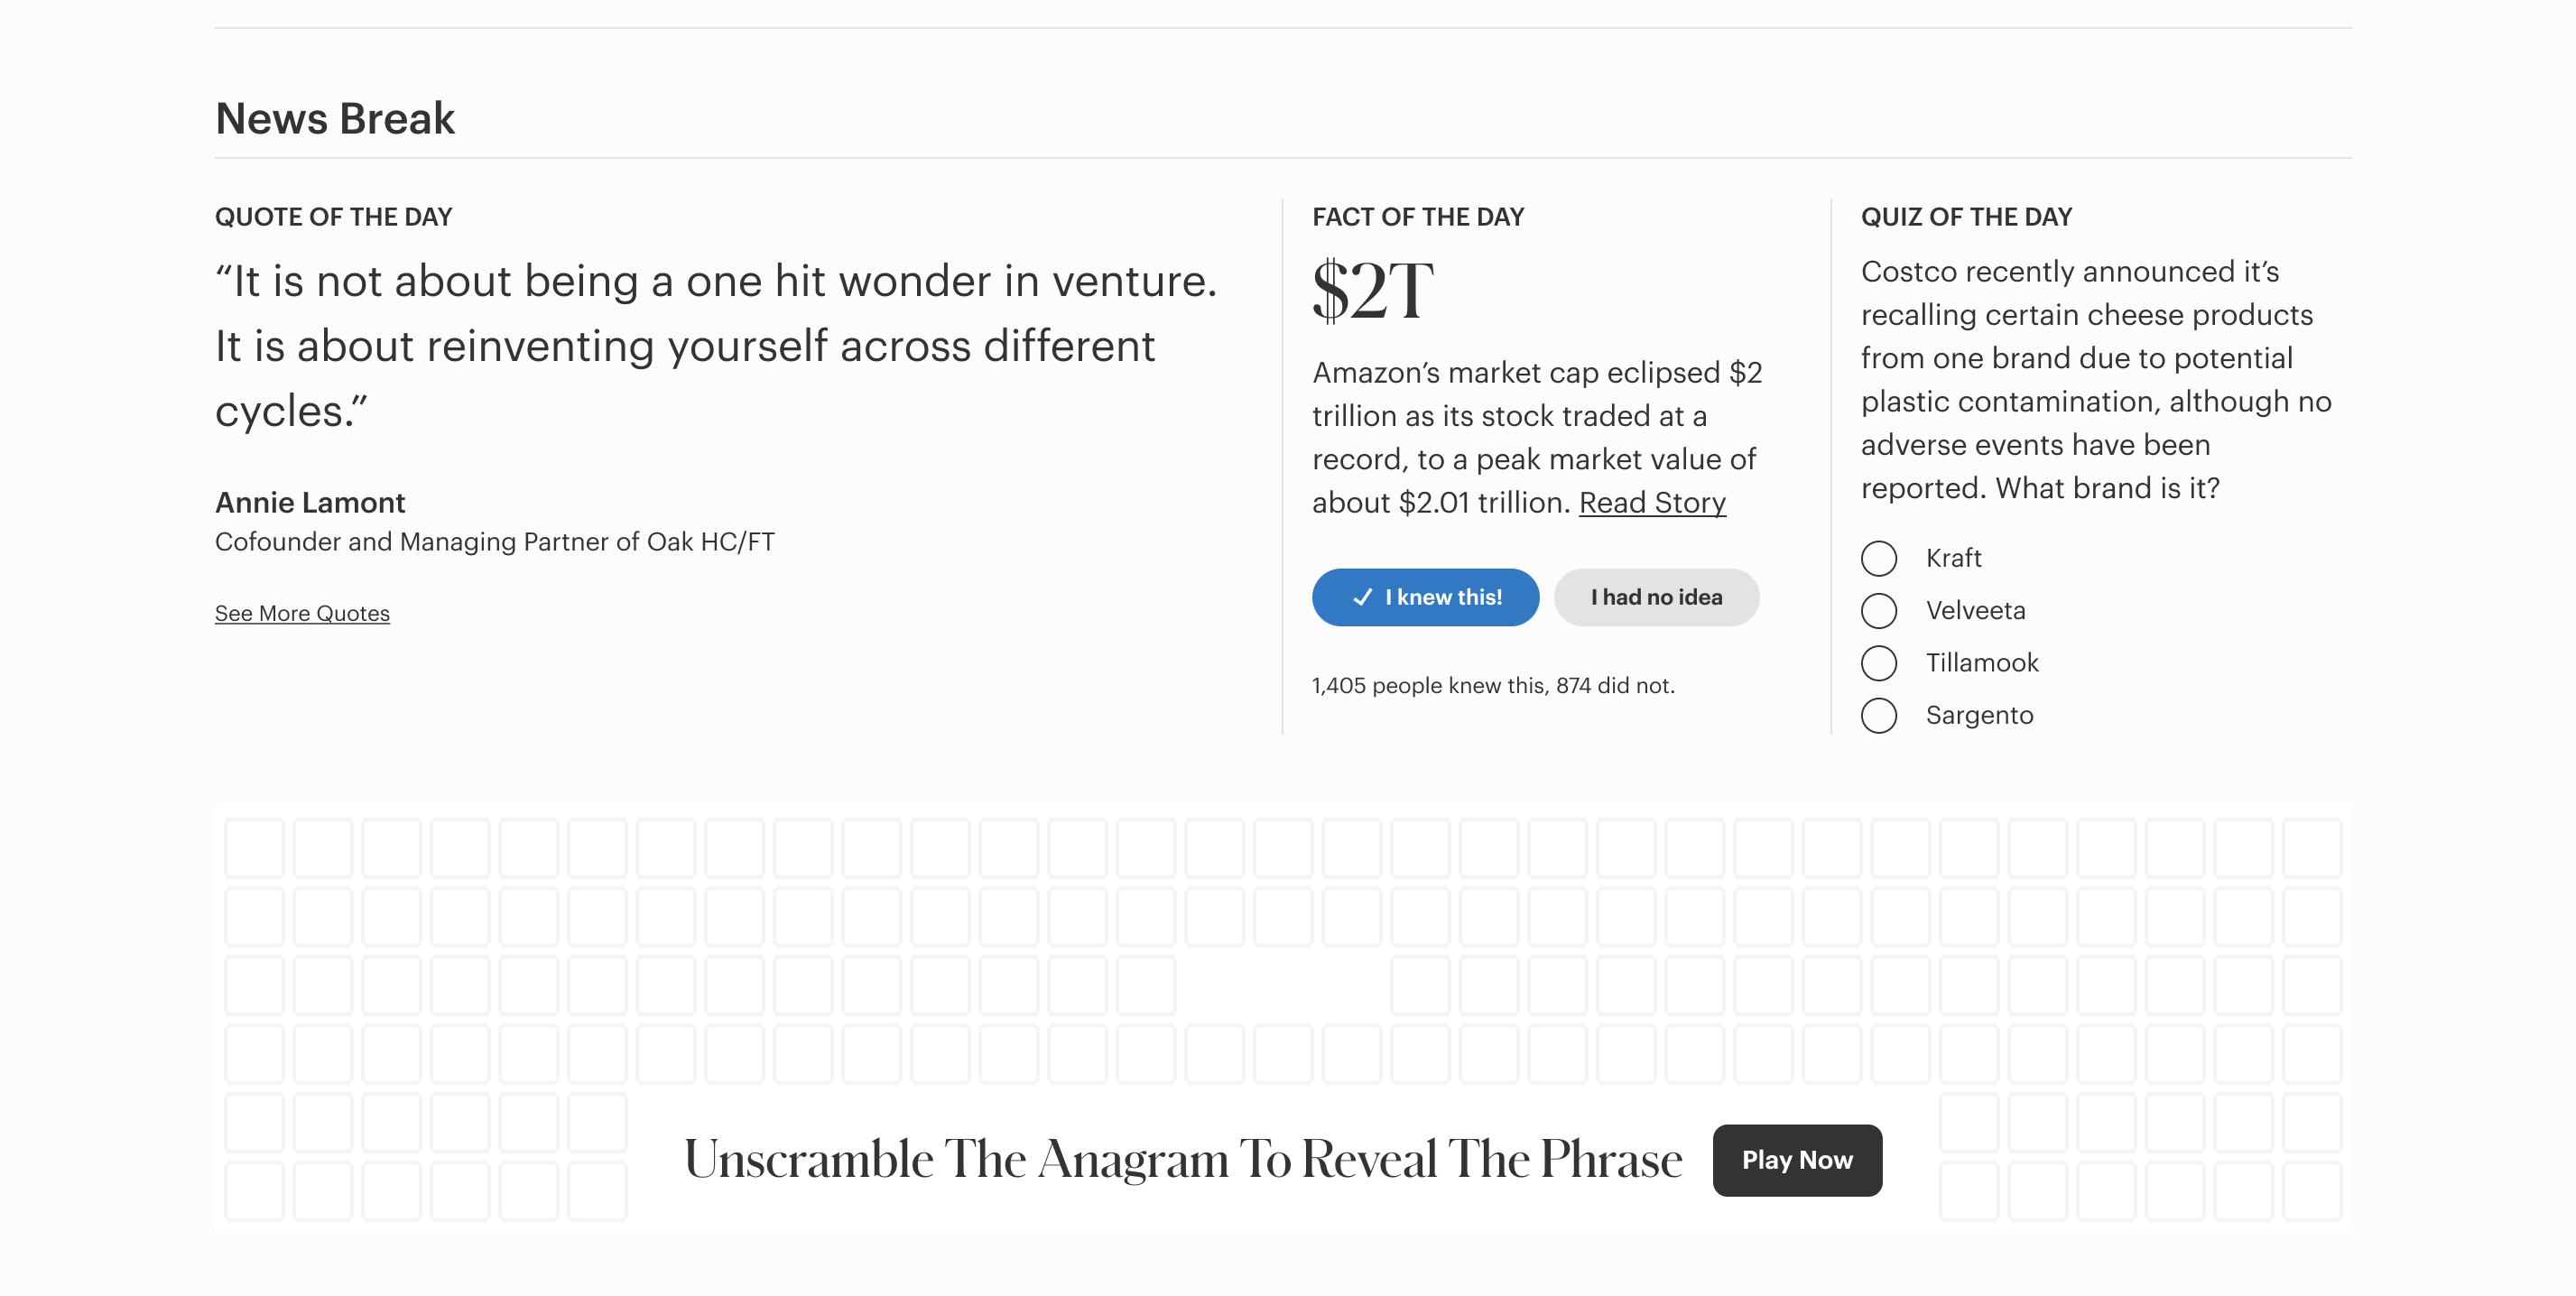 News Break
QUOTE OF THE DAY
“It is not about being a one hit wonder in venture.
It is about reinventing yourself across different
cycles.”
Annie Lamont
Cofounder and Managing Partner of Oak HC/FT
See More Quotes
FACT OF THE DAY
$2T
Amazon’s market cap eclipsed $2
trillion as its stock traded at a
record, to a peak market value of
about $2.01 trillion. Read Story
I knew this!
I had no idea
1,405 people knew this, 874 did not.
QUIZ OF THE DAY
Costco recently announced it’s
recalling certain cheese products
from one brand due to potential
plastic contamination, although no
adverse events have been
reported. What brand is it?
Kraft
Velveeta
Tillamook
Sargento
Unscramble The Anagram To Reveal The Phrase
Play Now